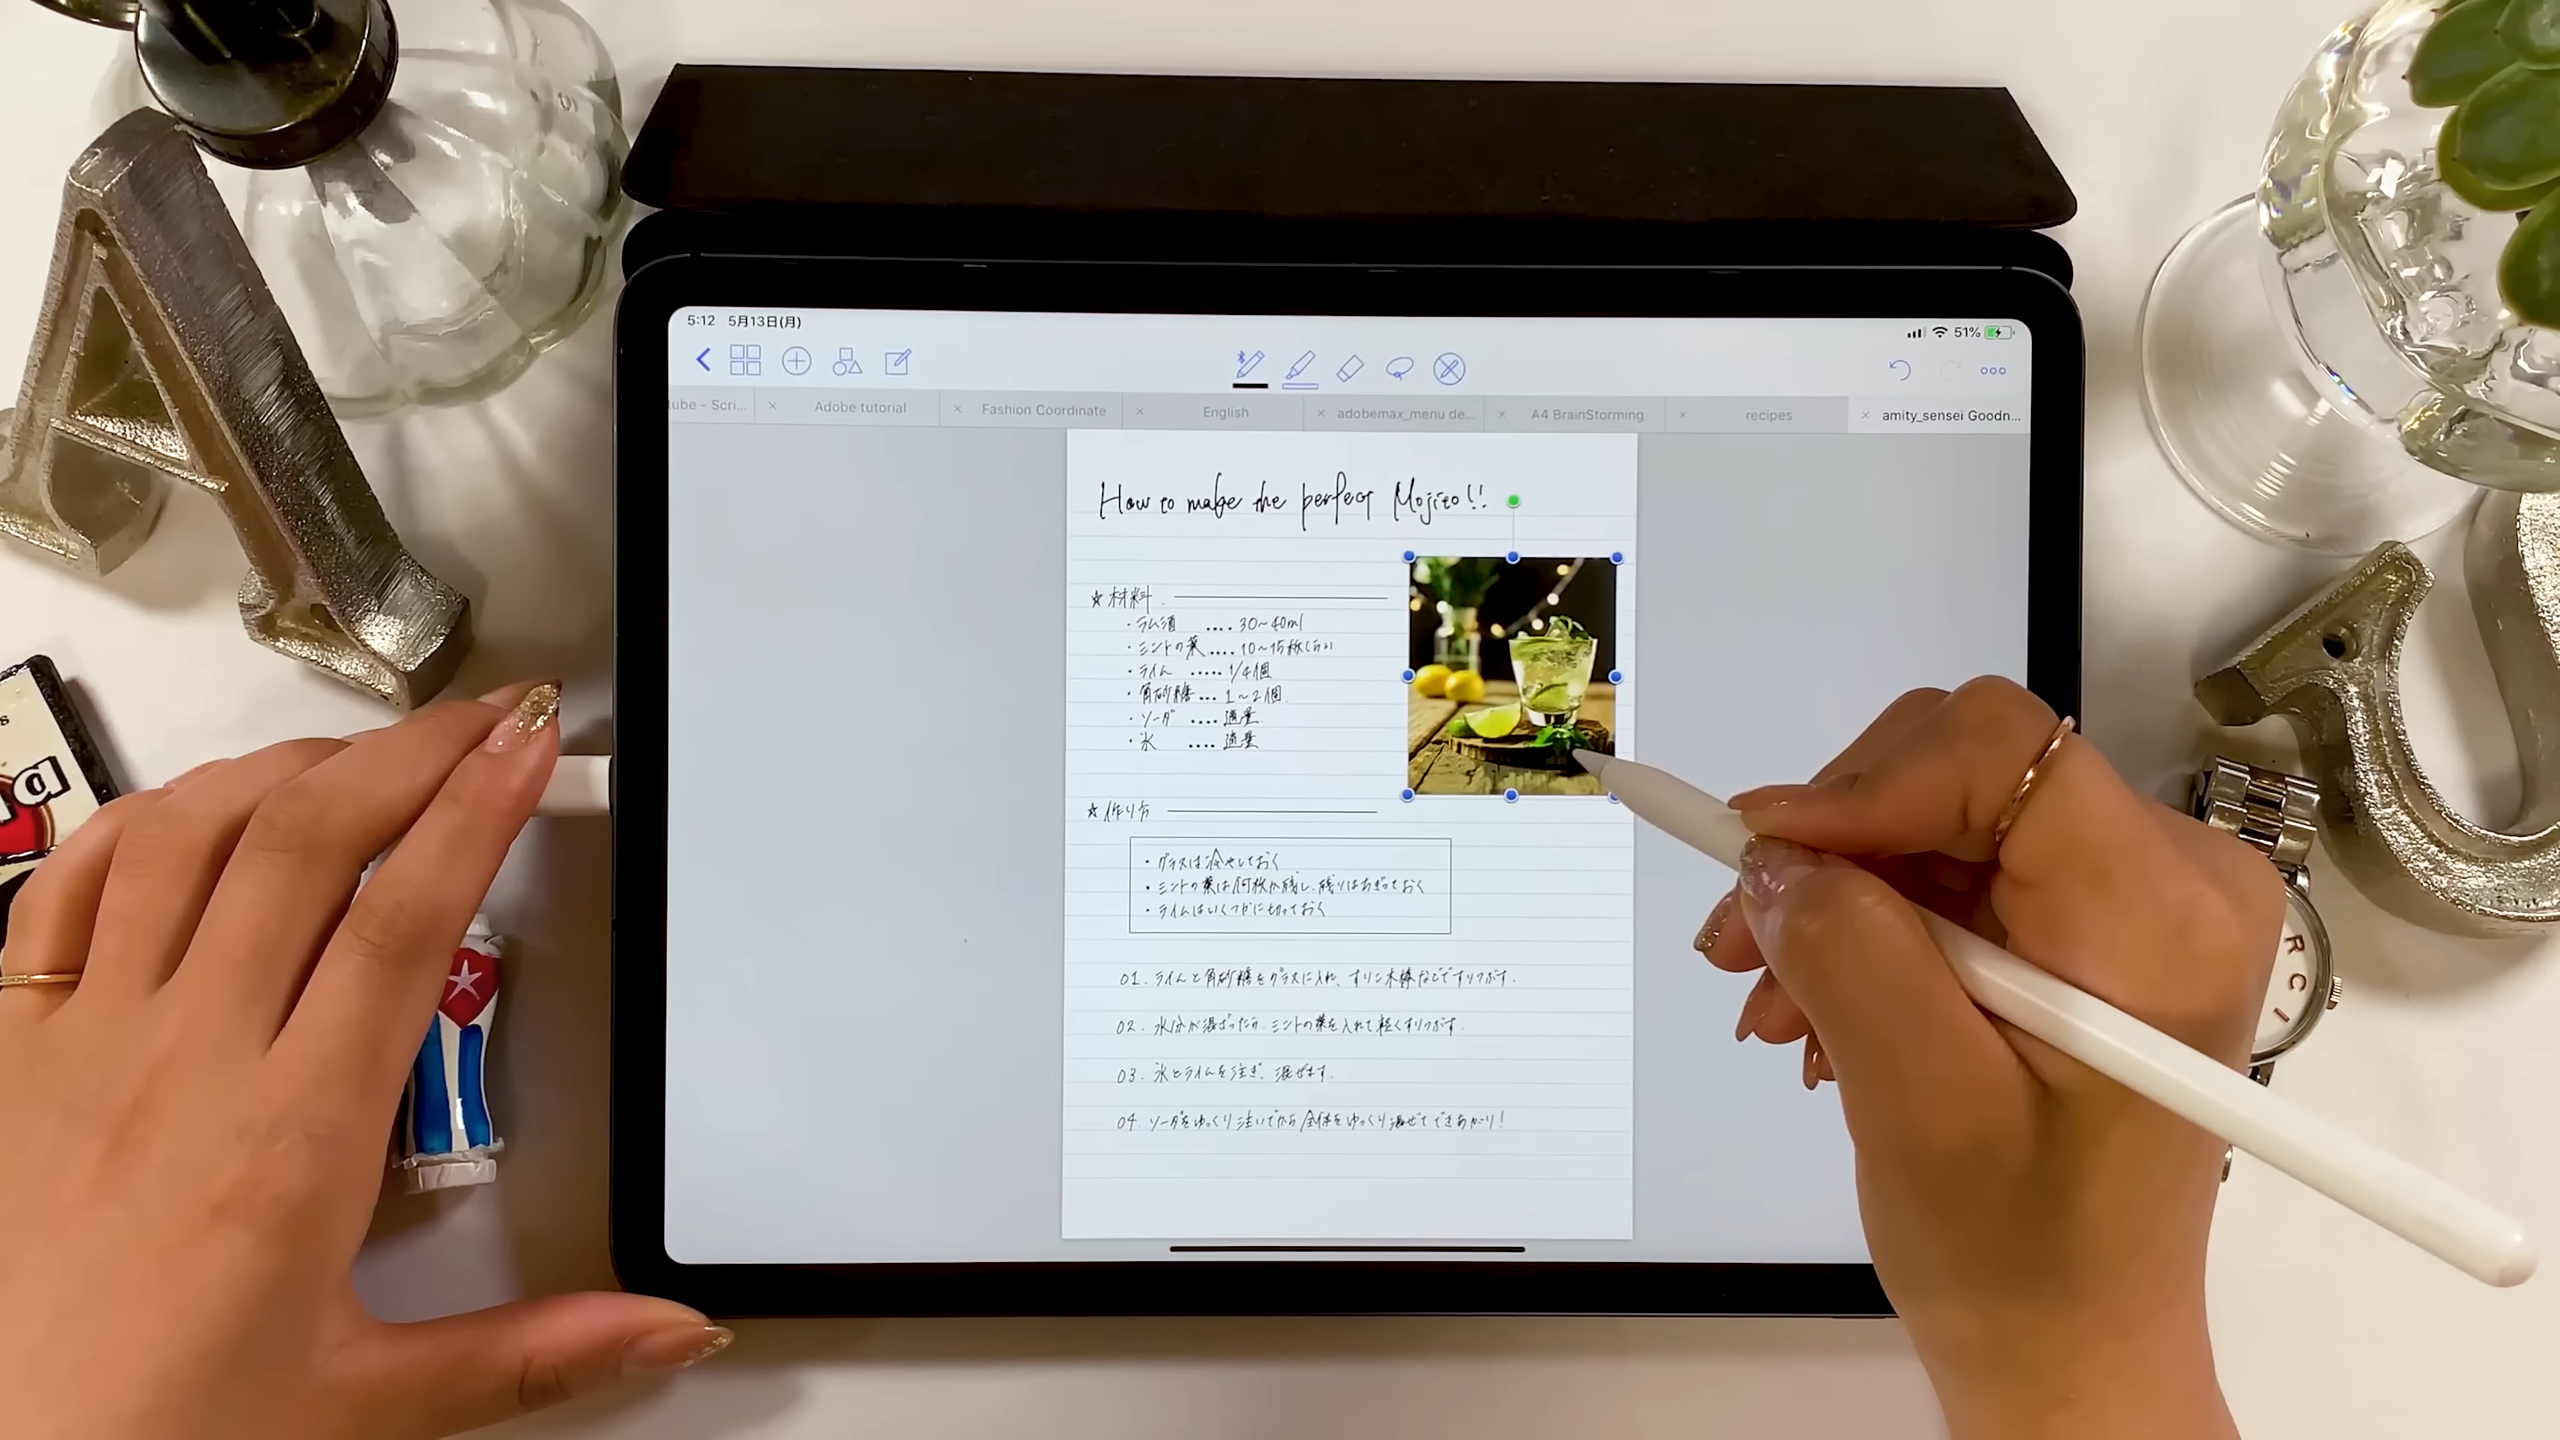 5:12 5月13日(月)
51%
tube - Scri...
Adobe tutorial
Fashion Coordinate
English
adobemax_menu de...
A4 BrainStorming
recipes
amity_sensei Goodn...
How to make the perfect Mojito!!
☆材料
・ラム酒 .... 30~40ml
・ミントの葉 .... 10~15枚くらい
・ライム ..... 1/4個
・角砂糖 ... 1~2個
・ソーダ .... 適量
・氷 .... 適量
☆作り方
・グラスは冷やしておく
・ミントの葉は何枚か残し、残りはちぎっておく
・ライムはいくつかに切っておく
01. ライムと角砂糖をグラスに入れ、すりこ木棒などですりつぶす.
02. 水分が混ざったら、ミントの葉を入れて軽くすりつぶす.
03. 氷とライムを注ぎ、混ぜます.
04. ソーダをゆっくり注いでから全体をゆっくり混ぜてできあがり!
RCI